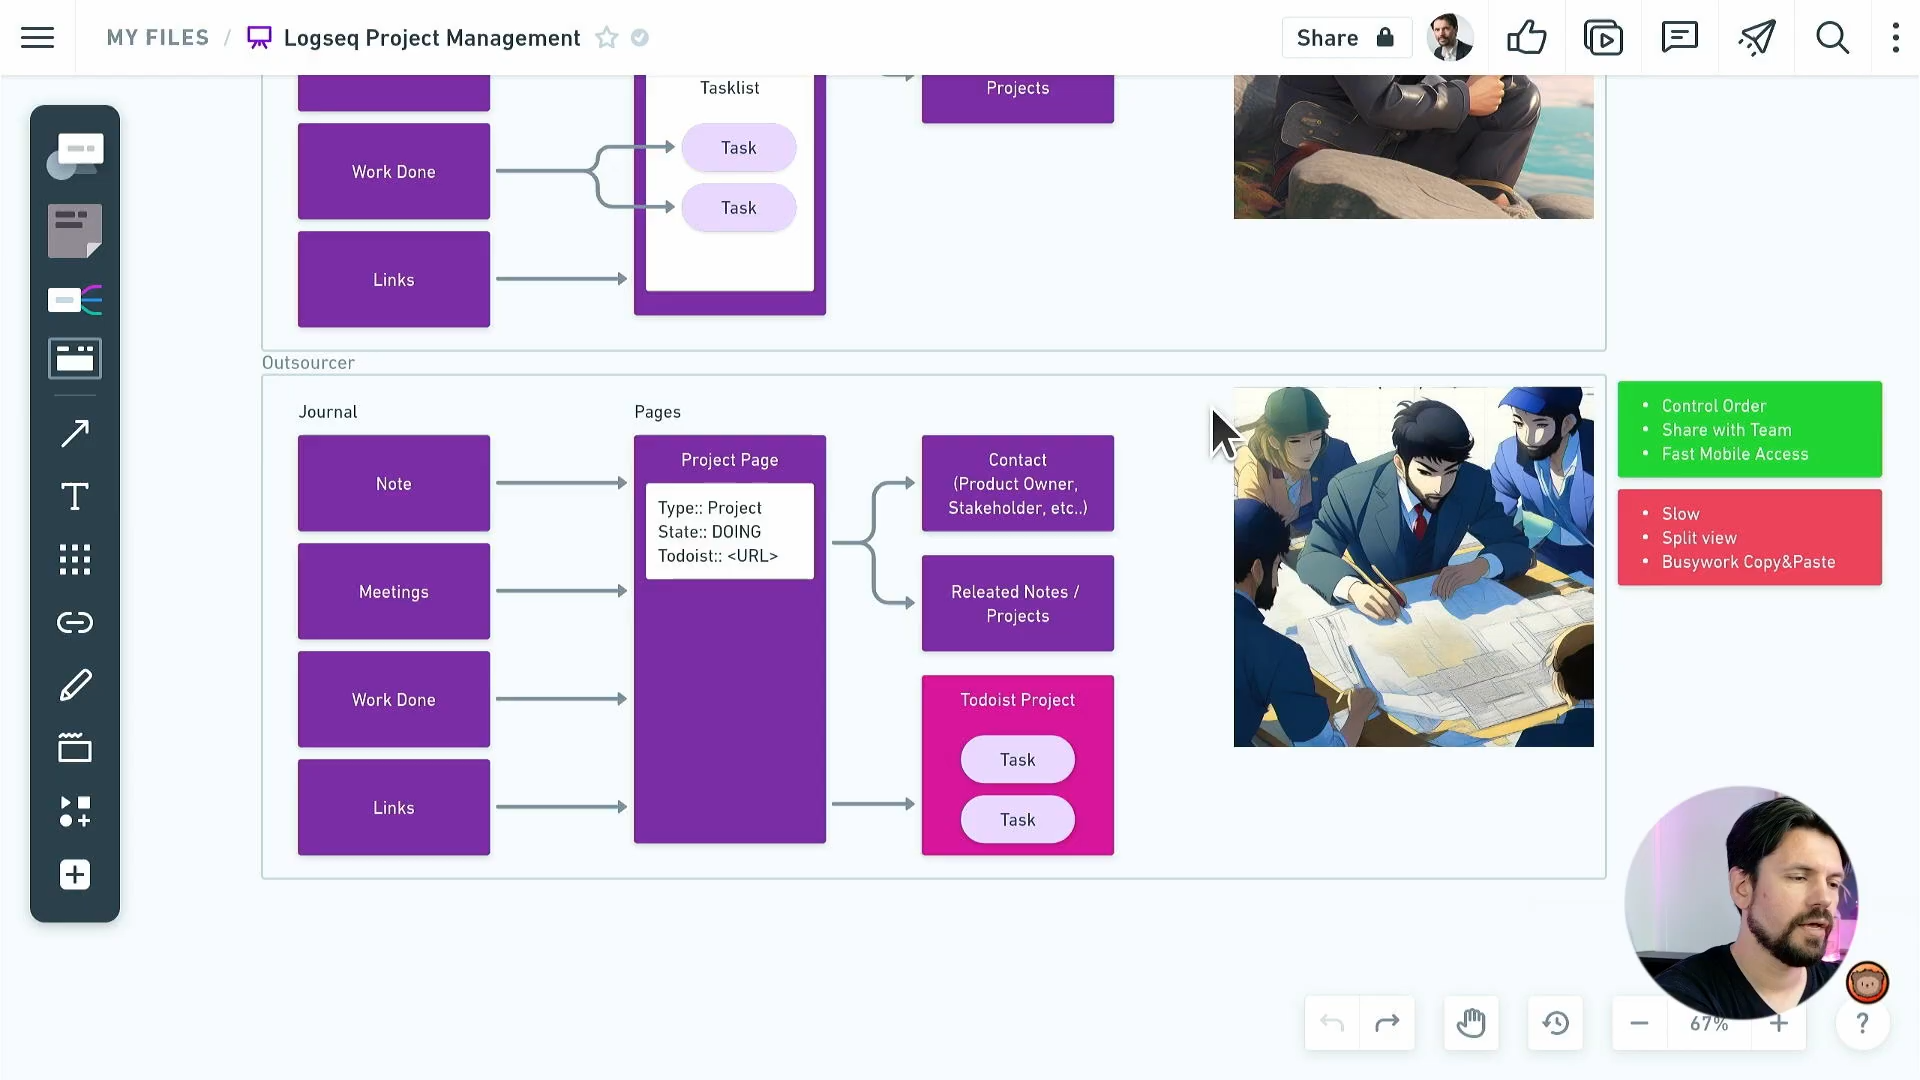 MY FILES / Logseq Project Management
Share
Tasklist
Projects
Task
Work Done
Task
Links
Outsourcer
Journal
Pages
Note
Project Page
Type:: Project
State:: DOING
Todoist:: <URL>
Contact
(Product Owner,
Stakeholder, etc..)
Meetings
Releated Notes /
Projects
Work Done
Todoist Project
Task
Links
Task
• Control Order
• Share with Team
• Fast Mobile Access
• Slow
• Split view
• Busywork Copy&Paste
67%
?